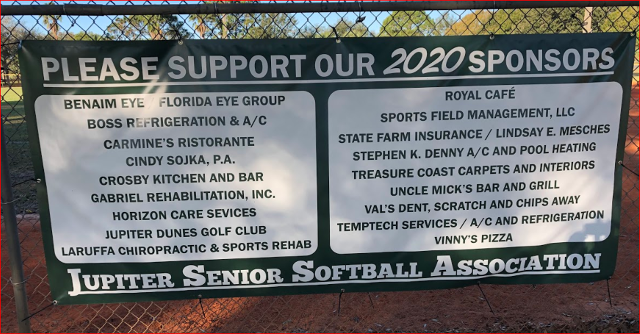 PLEASE SUPPORT OUR 2020 SPONSORS
BENAIM EYE FLORIDA EYE GROUP
BOSS REFRIGERATION & A/C
CARMINE'S RISTORANTE
CINDY SOJKA, P.A.
CROSBY KITCHEN AND BAR
GABRIEL REHABILITATION, INC.
HORIZON CARE SEVICES
JUPITER DUNES GOLF CLUB
LARUFFA CHIROPRACTIC & SPORTS REHAB
ROYAL CAFÉ
SPORTS FIELD MANAGEMENT, LLC
STATE FARM INSURANCE / LINDSAY E. MESCHES
STEPHEN K. DENNY A/C AND POOL HEATING
TREASURE COAST CARPETS AND INTERIORS
UNCLE MICK'S BAR AND GRILL
VAL'S DENT, SCRATCH AND CHIPS AWAY
TEMPTECH SERVICES / A/C AND REFRIGERATION
VINNY'S PIZZA
JUPITER SENIOR SOFTBALL ASSOCIATION